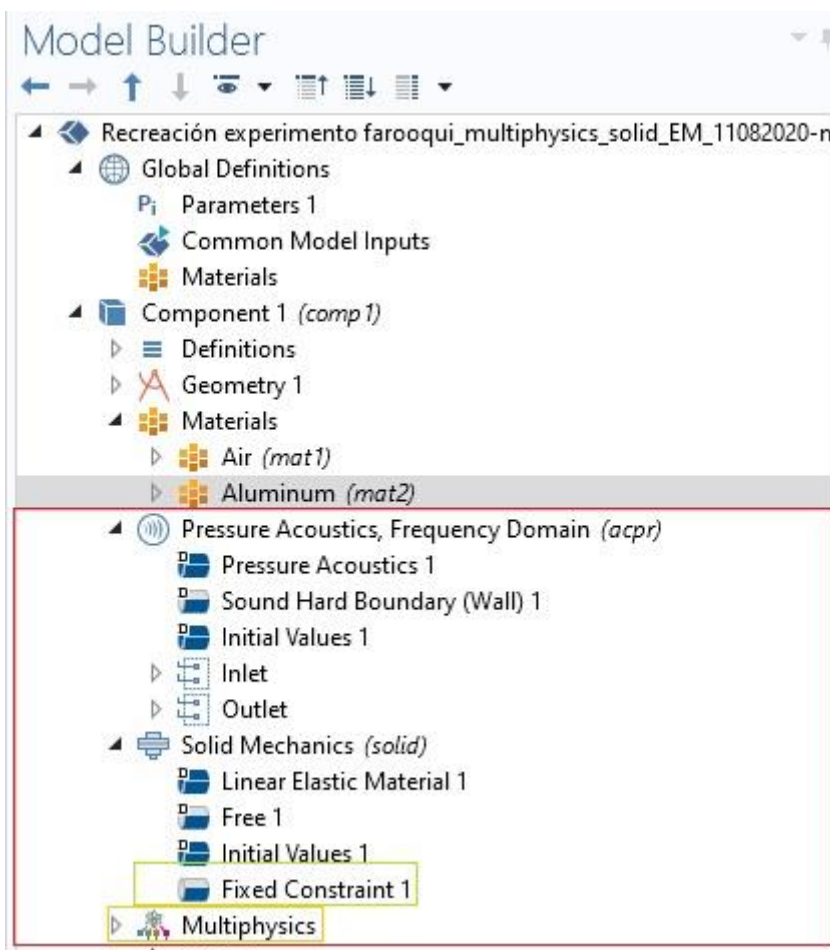 Model Builder
Recreación experimento farooqui_multiphysics_solid_EM_11082020-n
Global Definitions
Pi Parameters 1
Common Model Inputs
Materials
Component 1 (comp1)
Definitions
Geometry 1
Materials
Air (mat1)
Aluminum (mat2)
Pressure Acoustics, Frequency Domain (acpr)
Pressure Acoustics 1
Sound Hard Boundary (Wall) 1
Initial Values 1
Inlet
Outlet
Solid Mechanics (solid)
Linear Elastic Material 1
Free 1
Initial Values 1
Fixed Constraint 1
Multiphysics